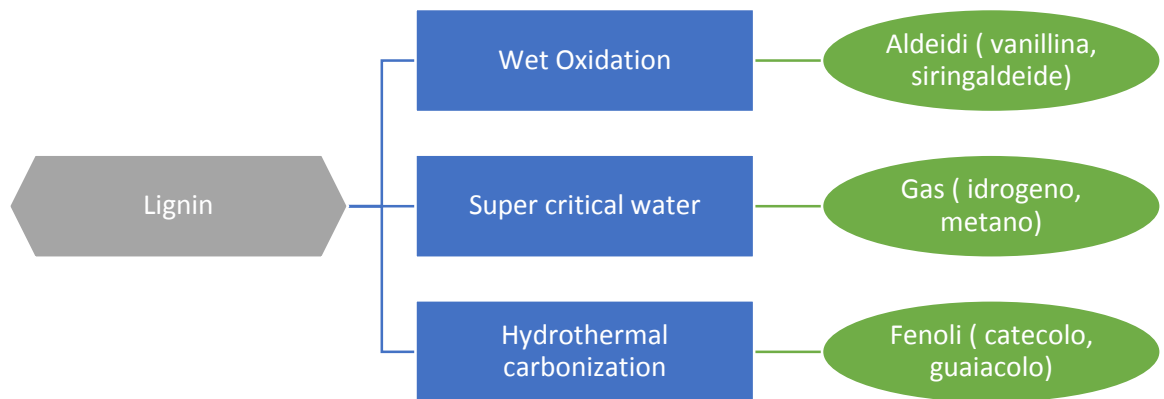 Lignin
Wet Oxidation
Aldeidi ( vanillina,
siringaldeide)
Super critical water
Gas ( idrogeno,
metano)
Hydrothermal
carbonization
Fenoli ( catecolo,
guaiacolo)